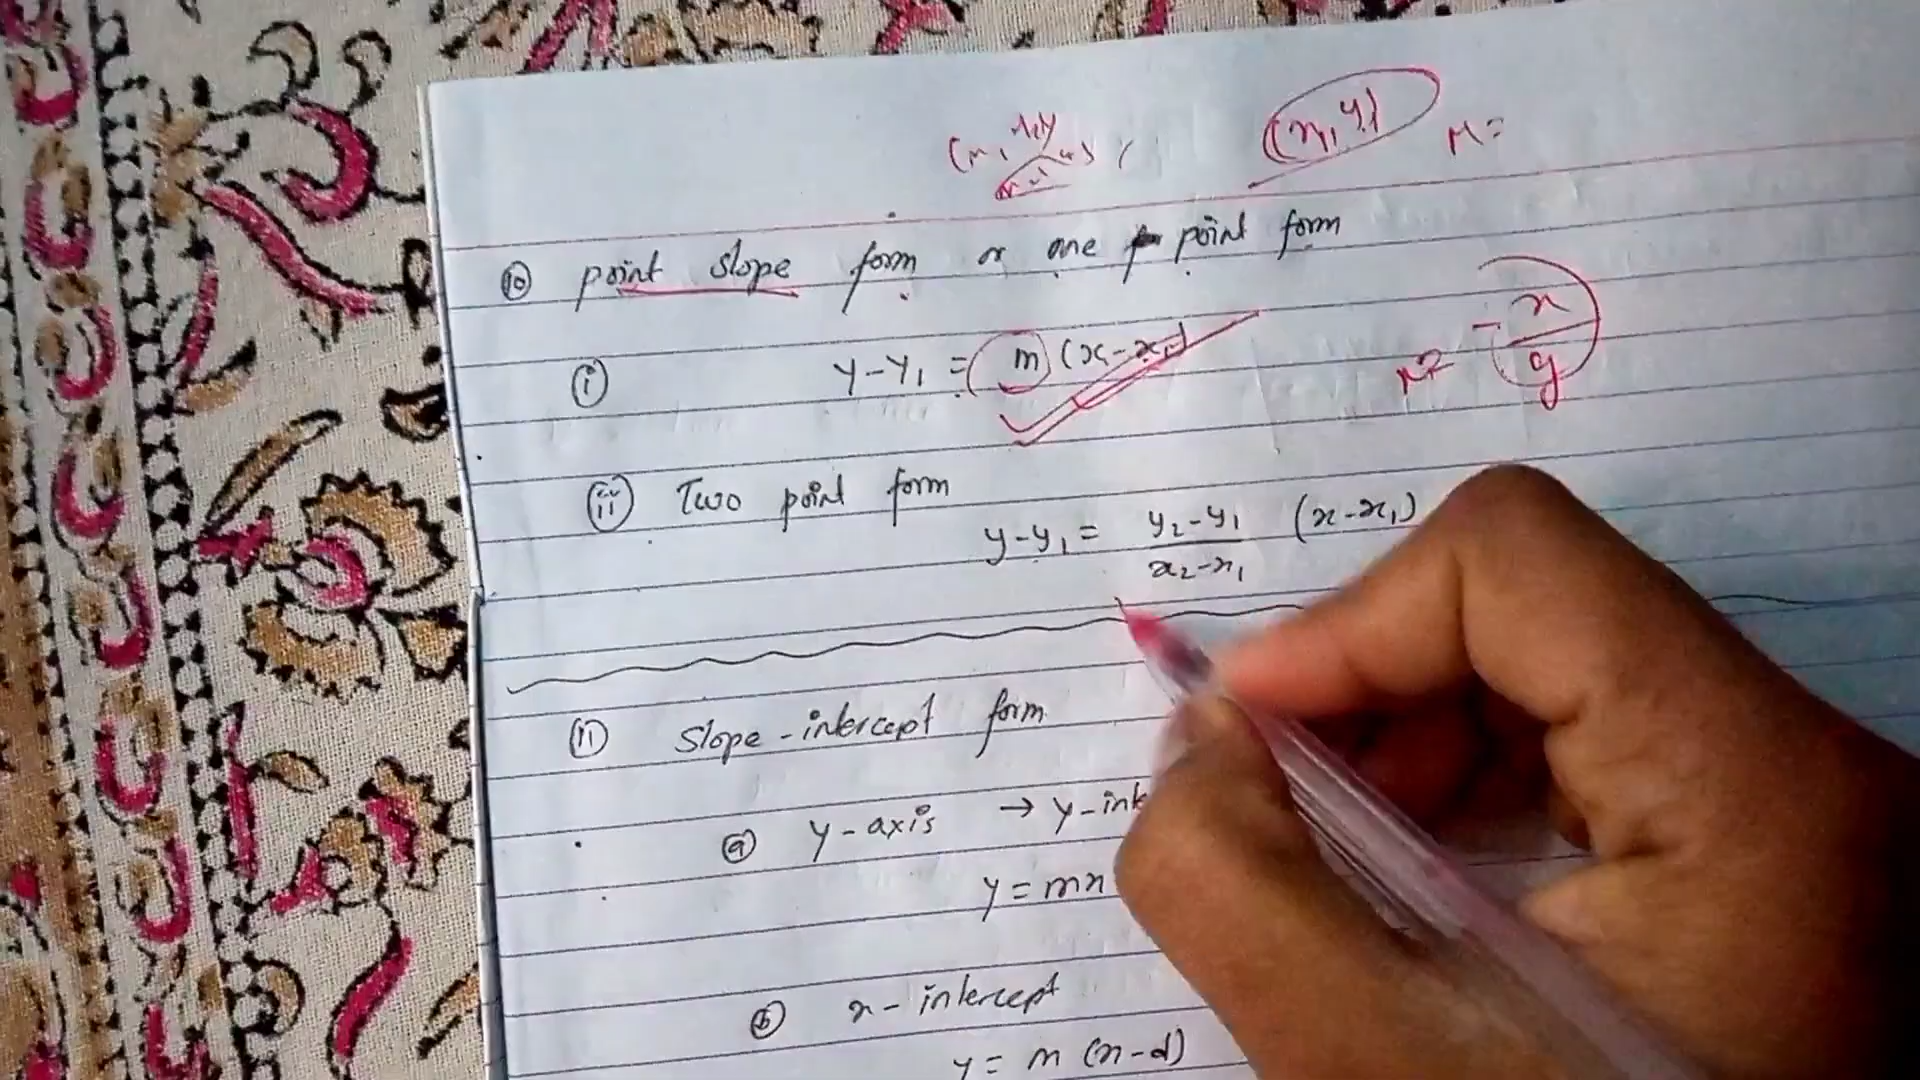 (x₁, y₁) M=
⑩ point slope form or one point form
(i) y-y₁ = m (x-x₁)
M= -x/y
(ii) Two point form
y-y₁ = y₂-y₁/x₂-x₁ (x-x₁)
⑪ Slope-intercept form
ⓐ y-axis → y-inte
y = mx
ⓑ x-intercept
y = m (x-d)